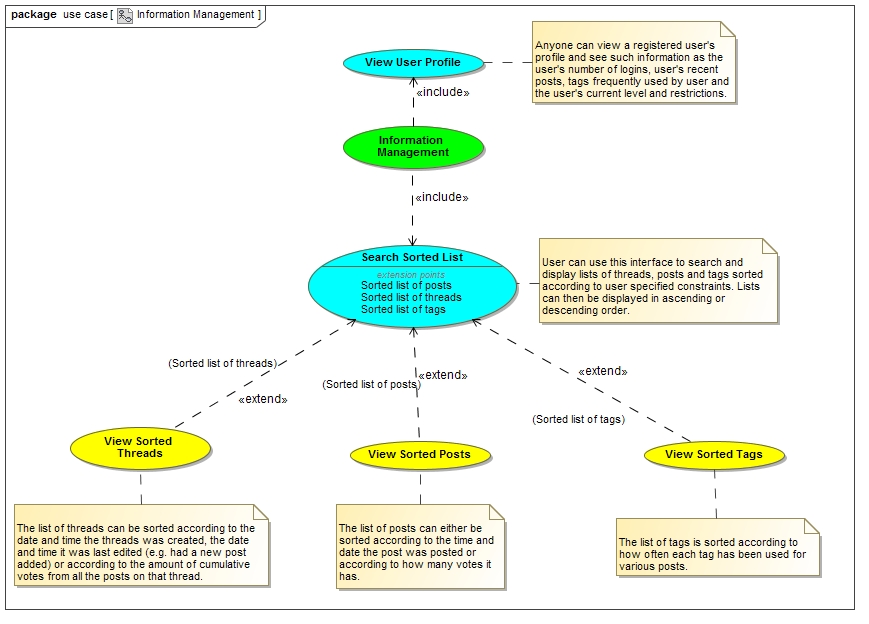 package use case [ Information Management ]
View User Profile
Anyone can view a registered user's
profile and see such information as the
user's number of logins, user's recent
posts, tags frequently used by user and
the user's current level and restrictions.
«include»
Information
Management
«include»
Search Sorted List
extension points
Sorted list of posts
Sorted list of threads
Sorted list of tags
User can use this interface to search and
display lists of threads, posts and tags sorted
according to user specified constraints. Lists
can then be displayed in ascending or
descending order.
(Sorted list of threads)
«extend»
(Sorted list of posts)
«extend»
«extend»
(Sorted list of tags)
View Sorted
Threads
View Sorted Posts
View Sorted Tags
The list of threads can be sorted according to the
date and time the threads was created, the date
and time it was last edited (e.g. had a new post
added) or according to the amount of cumulative
votes from all the posts on that thread.
The list of posts can either be
sorted according to the time and
date the post was posted or
according to how many votes it
has.
The list of tags is sorted according to
how often each tag has been used for
various posts.